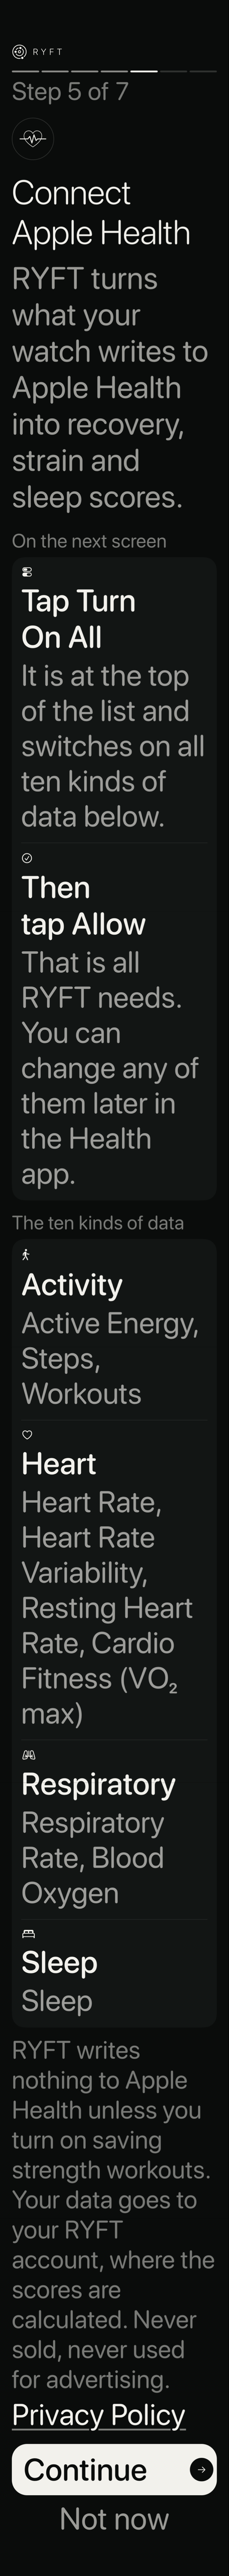 RYFT
Step 5 of 7
Connect
Apple Health
RYFT turns
what your
watch writes to
Apple Health
into recovery,
strain and
sleep scores.
On the next screen
Tap Turn
On All
It is at the top
of the list and
switches on all
ten kinds of
data below.
Then
tap Allow
That is all
RYFT needs.
You can
change any of
them later in
the Health
app.
The ten kinds of data
Activity
Active Energy,
Steps,
Workouts
Heart
Heart Rate,
Heart Rate
Variability,
Resting Heart
Rate, Cardio
Fitness (VO₂
max)
Respiratory
Respiratory
Rate, Blood
Oxygen
Sleep
Sleep
RYFT writes
nothing to Apple
Health unless you
turn on saving
strength workouts.
Your data goes to
your RYFT
account, where the
scores are
calculated. Never
sold, never used
for advertising.
Privacy Policy
Continue
Not now